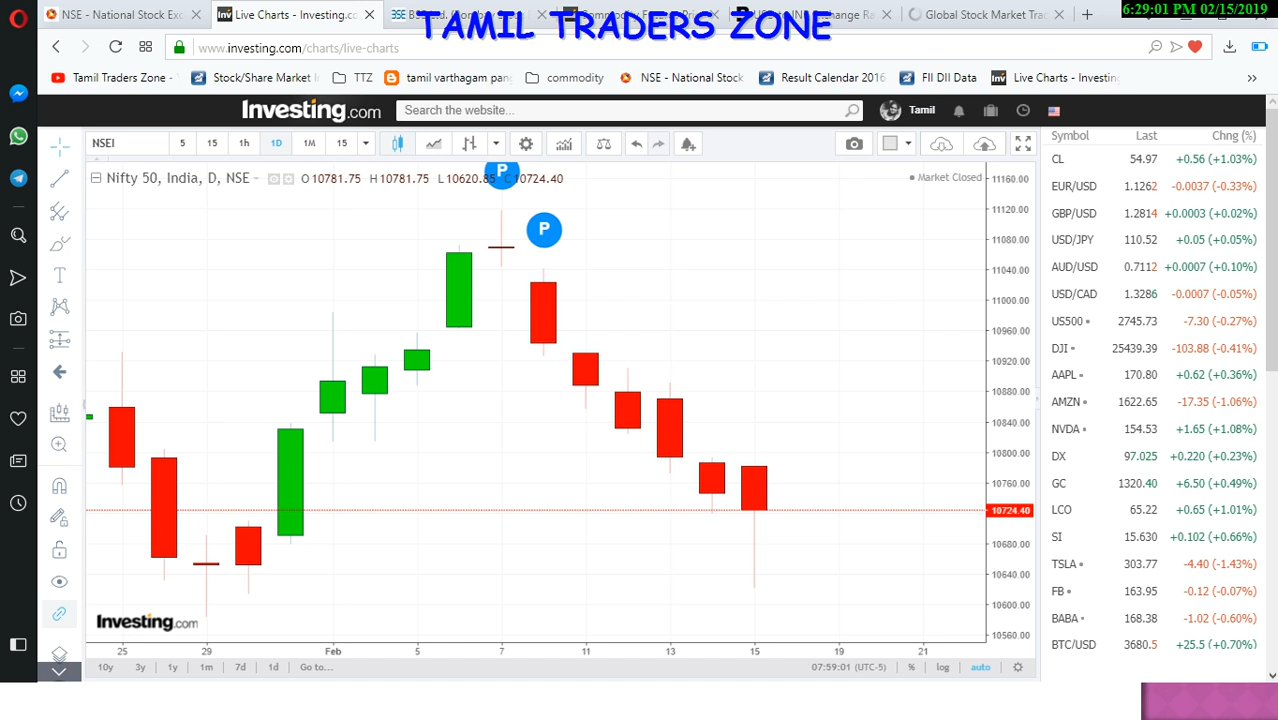 NSE - National Stock Exc
Live Charts - Investing.co
TAMIL TRADERS ZONE
Global Stock Market Tra
6:29:01 PM 02/15/2019
www.investing.com/charts/live-charts
Tamil Traders Zone -
Stock/Share Market In
TTZ
tamil varthagam pang
commodity
NSE - National Stock
Result Calendar 2016
FII DII Data
Live Charts - Investing
»
Investing.com
Search the website...
Tamil
NSEI
5
15
1h
1D
1M
15
Symbol Last Chng (%)
Nifty 50, India, D, NSE
O 10781.75 H 10781.75 L 10620.85 C 10724.40
Market Closed
P
P
CL 54.97 +0.56 (+1.03%)
EUR/USD 1.1262 -0.0037 (-0.33%)
GBP/USD 1.2814 +0.0003 (+0.02%)
USD/JPY 110.52 +0.05 (+0.05%)
AUD/USD 0.7112 +0.0007 (+0.10%)
USD/CAD 1.3286 -0.0007 (-0.05%)
US500 2745.73 -7.30 (-0.27%)
DJI 25439.39 -103.88 (-0.41%)
AAPL 170.80 +0.62 (+0.36%)
AMZN 1622.65 -17.35 (-1.06%)
NVDA 154.53 +1.65 (+1.08%)
DX 97.025 +0.220 (+0.23%)
GC 1320.40 +6.50 (+0.49%)
LCO 65.22 +0.65 (+1.01%)
SI 15.630 +0.102 (+0.66%)
TSLA 303.77 -4.40 (-1.43%)
FB 163.95 -0.12 (-0.07%)
BABA 168.38 -1.02 (-0.60%)
BTC/USD 3680.5 +25.5 (+0.70%)
11160.00
11120.00
11080.00
11040.00
11000.00
10960.00
10920.00
10880.00
10840.00
10800.00
10760.00
10724.40
10680.00
10640.00
10600.00
10560.00
Investing.com
25 29 Feb 5 7 11 13 15 19 21
10y 3y 1y 1m 7d 1d Go to...
07:59:01 (UTC-5) % log auto